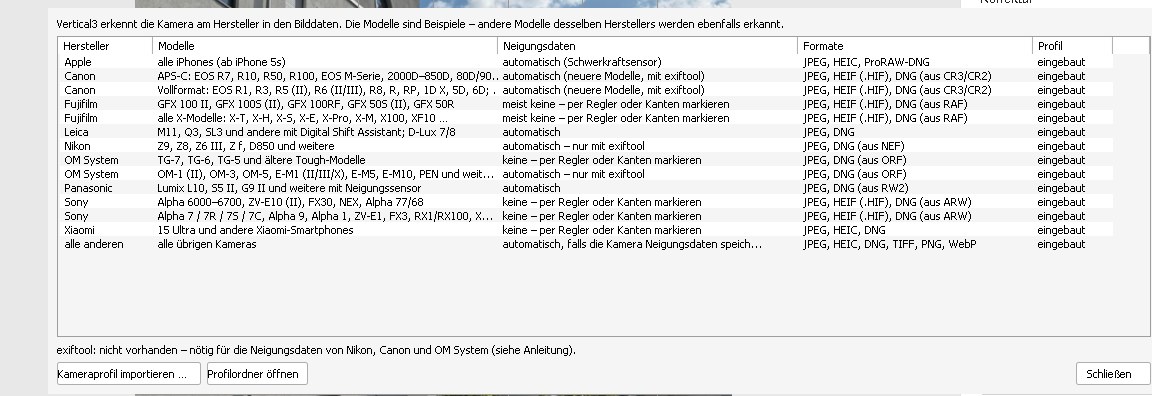 Vertical3 erkennt die Kamera am Hersteller in den Bilddaten. Die Modelle sind Beispiele – andere Modelle desselben Herstellers werden ebenfalls erkannt.
Hersteller Modelle Neigungsdaten Formate Profil
Apple alle iPhones (ab iPhone 5s) automatisch (Schwerkraftsensor) JPEG, HEIC, ProRAW-DNG eingebaut
Canon APS-C: EOS R7, R10, R50, R100, EOS M-Serie, 2000D–850D, 80D/90... automatisch (neuere Modelle, mit exiftool) JPEG, HEIF (.HIF), DNG (aus CR3/CR2) eingebaut
Canon Vollformat: EOS R1, R3, R5 (II), R6 (II/III), R8, R, RP, 1D X, 5D, 6D; . automatisch (neuere Modelle, mit exiftool) JPEG, HEIF (.HIF), DNG (aus CR3/CR2) eingebaut
Fujifilm GFX 100 II, GFX 100S (II), GFX 100RF, GFX 50S (II), GFX 50R meist keine – per Regler oder Kanten markieren JPEG, HEIF (.HIF), DNG (aus RAF) eingebaut
Fujifilm alle X-Modelle: X-T, X-H, X-S, X-E, X-Pro, X-M, X100, XF10 ... meist keine – per Regler oder Kanten markieren JPEG, HEIF (.HIF), DNG (aus RAF) eingebaut
Leica M11, Q3, SL3 und andere mit Digital Shift Assistant; D-Lux 7/8 automatisch JPEG, DNG eingebaut
Nikon Z9, Z8, Z6 III, Z f, D850 und weitere automatisch – nur mit exiftool JPEG, DNG (aus NEF) eingebaut
OM System TG-7, TG-6, TG-5 und ältere Tough-Modelle keine – per Regler oder Kanten markieren JPEG, DNG (aus ORF) eingebaut
OM System OM-1 (II), OM-3, OM-5, E-M1 (II/III/X), E-M5, E-M10, PEN und weit... automatisch – nur mit exiftool JPEG, DNG (aus ORF) eingebaut
Panasonic Lumix L10, S5 II, G9 II und weitere mit Neigungssensor automatisch JPEG, DNG (aus RW2) eingebaut
Sony Alpha 6000–6700, ZV-E10 (II), FX30, NEX, Alpha 77/68 keine – per Regler oder Kanten markieren JPEG, HEIF (.HIF), DNG (aus ARW) eingebaut
Sony Alpha 7 / 7R / 7S / 7C, Alpha 9, Alpha 1, ZV-E1, FX3, RX1/RX100, X... keine – per Regler oder Kanten markieren JPEG, HEIF (.HIF), DNG (aus ARW) eingebaut
Xiaomi 15 Ultra und andere Xiaomi-Smartphones keine – per Regler oder Kanten markieren JPEG, HEIC, DNG eingebaut
alle anderen alle übrigen Kameras automatisch, falls die Kamera Neigungsdaten speich... JPEG, HEIC, DNG, TIFF, PNG, WebP eingebaut
exiftool: nicht vorhanden – nötig für die Neigungsdaten von Nikon, Canon und OM System (siehe Anleitung).
Kameraprofil importieren ... Profilordner öffnen Schließen